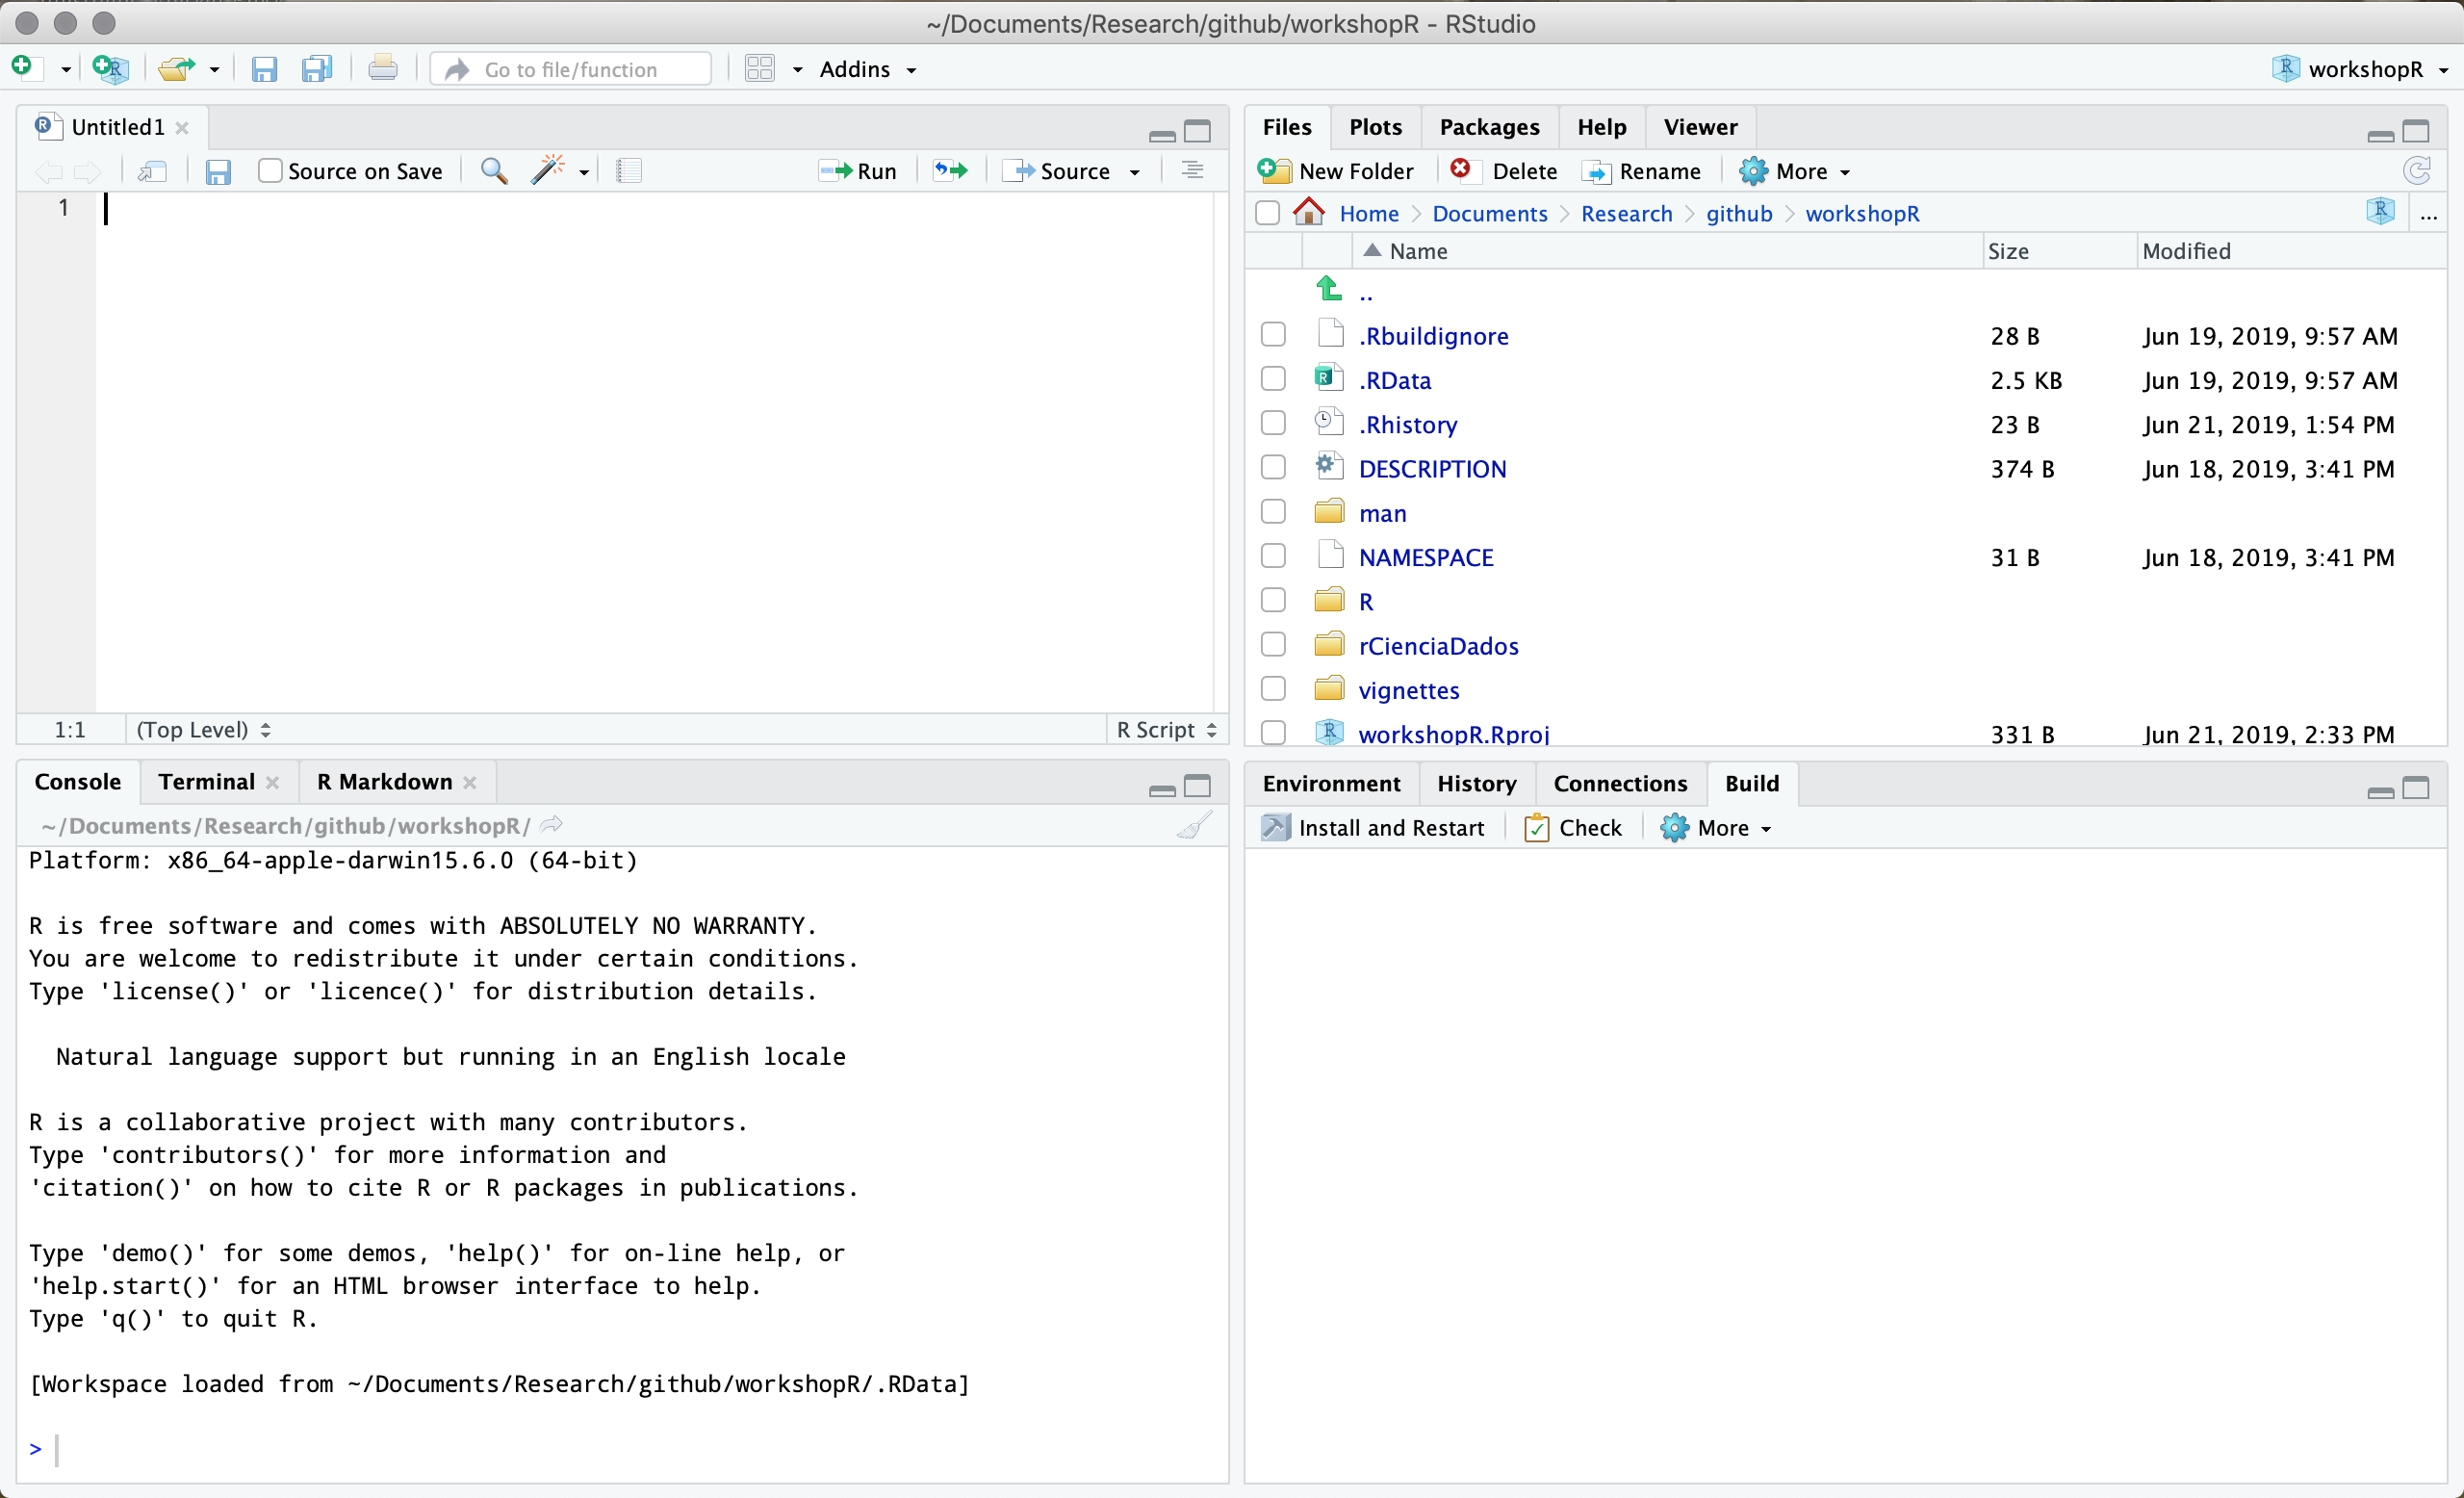 ~/Documents/Research/github/workshopR - RStudio
Go to file/function Addins workshopR
Untitled1
Source on Save Run Source
1
1:1 (Top Level) R Script
Files Plots Packages Help Viewer
New Folder Delete Rename More
Home Documents Research github workshopR ...
Name Size Modified
..
.Rbuildignore 28 B Jun 19, 2019, 9:57 AM
.RData 2.5 KB Jun 19, 2019, 9:57 AM
.Rhistory 23 B Jun 21, 2019, 1:54 PM
DESCRIPTION 374 B Jun 18, 2019, 3:41 PM
man
NAMESPACE 31 B Jun 18, 2019, 3:41 PM
R
rCienciaDados
vignettes
workshopR.Rproj 331 B Jun 21, 2019, 2:33 PM
Console Terminal R Markdown
~/Documents/Research/github/workshopR/
Platform: x86_64-apple-darwin15.6.0 (64-bit)
R is free software and comes with ABSOLUTELY NO WARRANTY.
You are welcome to redistribute it under certain conditions.
Type 'license()' or 'licence()' for distribution details.
Natural language support but running in an English locale
R is a collaborative project with many contributors.
Type 'contributors()' for more information and
'citation()' on how to cite R or R packages in publications.
Type 'demo()' for some demos, 'help()' for on-line help, or
'help.start()' for an HTML browser interface to help.
Type 'q()' to quit R.
[Workspace loaded from ~/Documents/Research/github/workshopR/.RData]
>
Environment History Connections Build
Install and Restart Check More